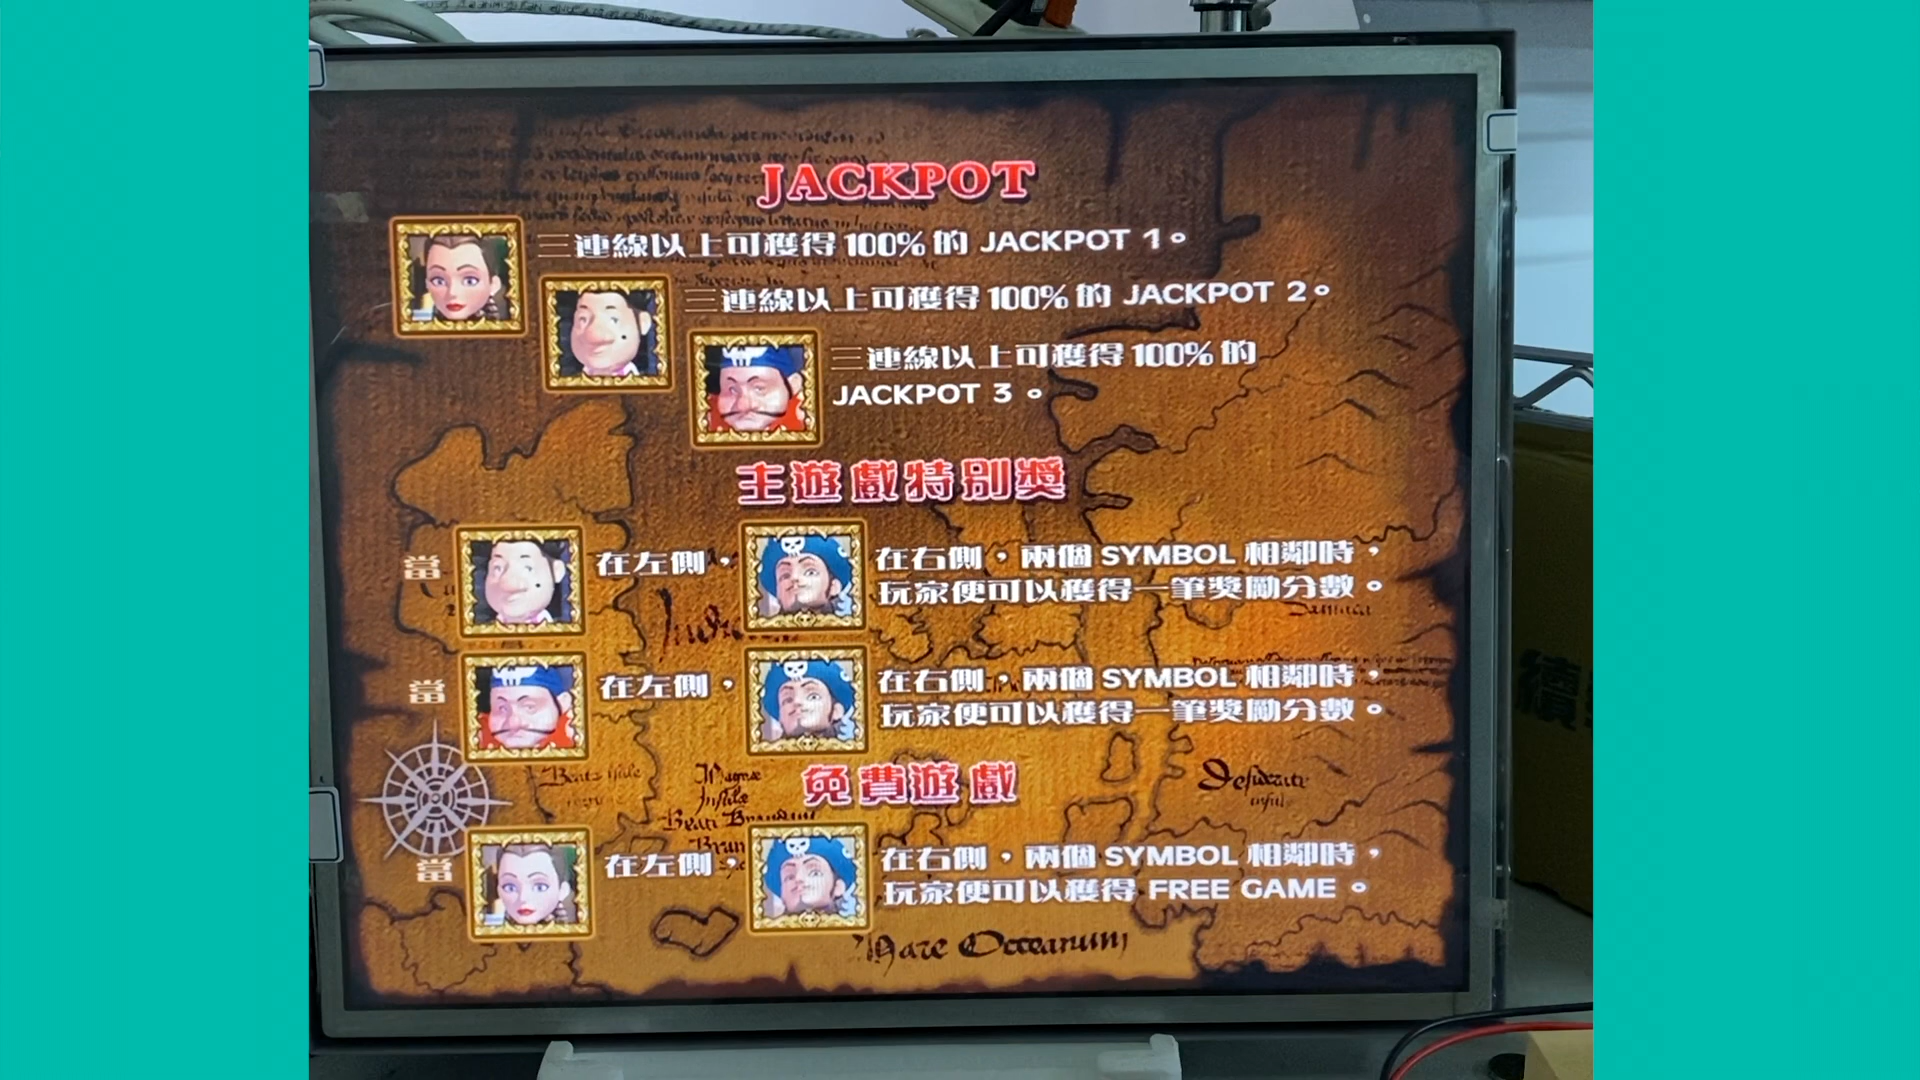 JACKPOT
三連線以上可獲得 100% 的 JACKPOT 1。
三連線以上可獲得 100% 的 JACKPOT 2。
三連線以上可獲得 100% 的
JACKPOT 3 。
主遊戲特別獎
當 在左側， 在右側，兩個 SYMBOL 相鄰時，
玩家便可以獲得一筆獎勵分數。
當 在左側， 在右側，兩個 SYMBOL 相鄰時，
玩家便可以獲得一筆獎勵分數。
免費遊戲
當 在左側， 在右側，兩個 SYMBOL 相鄰時，
玩家便可以獲得 FREE GAME 。
Mare Occeanum